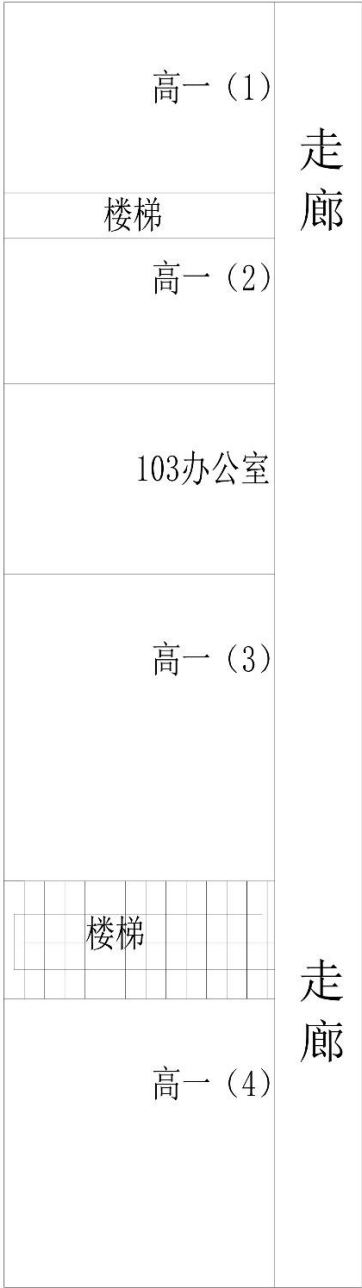 高一（1）
走廊
楼梯
高一（2）
103办公室
高一（3）
楼梯
走廊
高一（4）